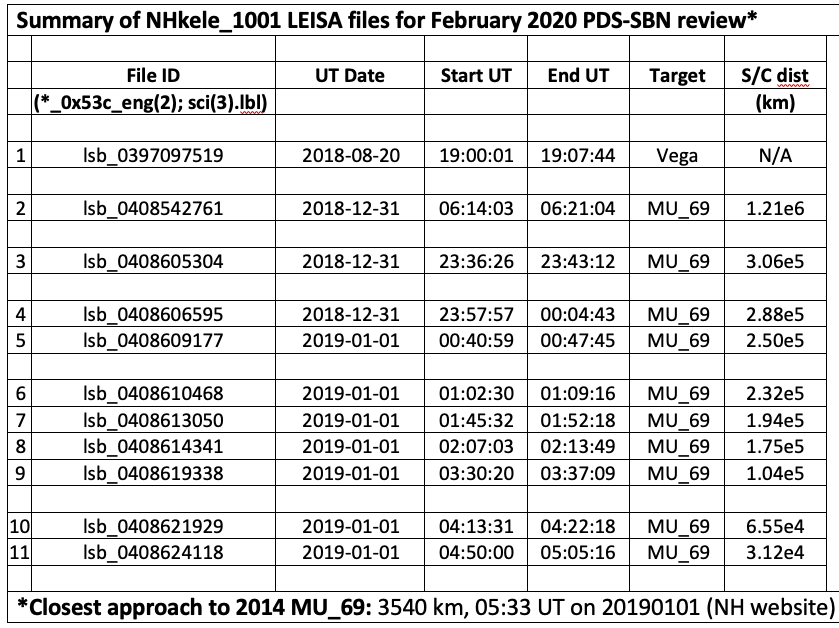 Summary of NHkele_1001 LEISA files for February 2020 PDS-SBN review*
File ID UT Date Start UT End UT Target S/C dist
(*_0x53c_eng(2); sci(3).lbl) (km)
1 lsb_0397097519 2018-08-20 19:00:01 19:07:44 Vega N/A
2 lsb_0408542761 2018-12-31 06:14:03 06:21:04 MU_69 1.21e6
3 lsb_0408605304 2018-12-31 23:36:26 23:43:12 MU_69 3.06e5
4 lsb_0408606595 2018-12-31 23:57:57 00:04:43 MU_69 2.88e5
5 lsb_0408609177 2019-01-01 00:40:59 00:47:45 MU_69 2.50e5
6 lsb_0408610468 2019-01-01 01:02:30 01:09:16 MU_69 2.32e5
7 lsb_0408613050 2019-01-01 01:45:32 01:52:18 MU_69 1.94e5
8 lsb_0408614341 2019-01-01 02:07:03 02:13:49 MU_69 1.75e5
9 lsb_0408619338 2019-01-01 03:30:20 03:37:09 MU_69 1.04e5
10 lsb_0408621929 2019-01-01 04:13:31 04:22:18 MU_69 6.55e4
11 lsb_0408624118 2019-01-01 04:50:00 05:05:16 MU_69 3.12e4
*Closest approach to 2014 MU_69: 3540 km, 05:33 UT on 20190101 (NH website)